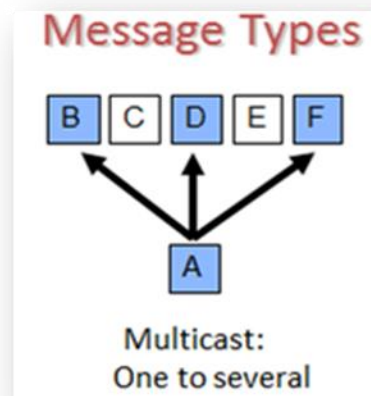 Message Types
B C D E F
A
Multicast:
One to several